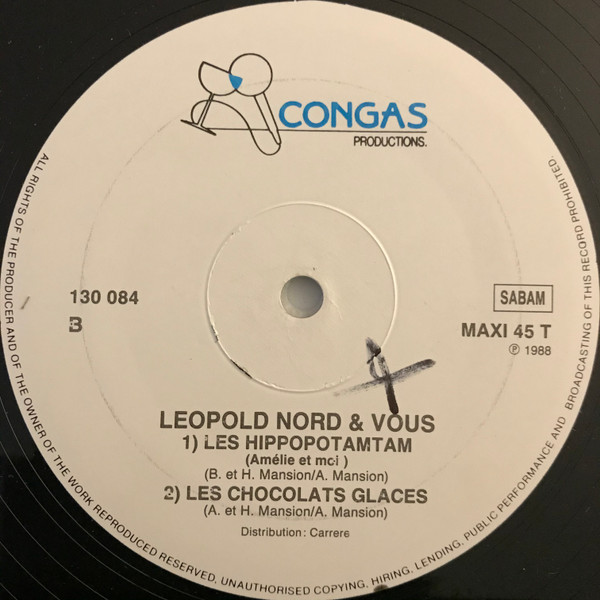 CONGAS
PRODUCTIONS.
130 084
B
SABAM
MAXI 45 T
℗ 1988
LEOPOLD NORD & VOUS
1) LES HIPPOPOTAMTAM
(Amélie et moi)
(B. et H. Mansion/A. Mansion)
2) LES CHOCOLATS GLACES
(A. et H. Mansion/A. Mansion)
Distribution: Carrere
ALL RIGHTS OF THE PRODUCER AND OF THE OWNER OF THE WORK REPRODUCED RESERVED. UNAUTHORISED COPYING, HIRING, LENDING, PUBLIC PERFORMANCE AND BROADCASTING OF THIS RECORD PROHIBITED.